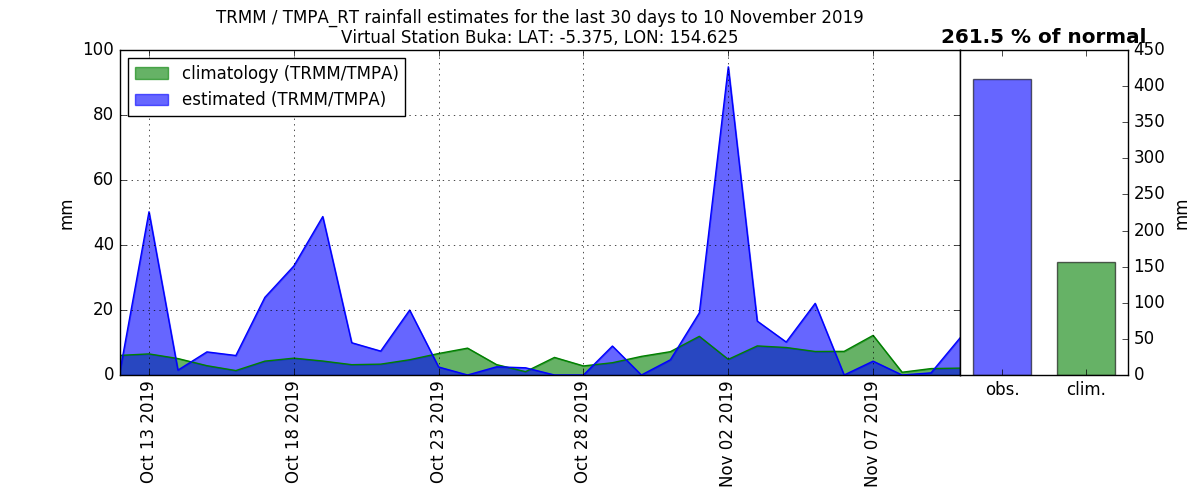 TRMM / TMPA_RT rainfall estimates for the last 30 days to 10 November 2019
Virtual Station Buka: LAT: -5.375, LON: 154.625
261.5 % of normal
climatology (TRMM/TMPA)
estimated (TRMM/TMPA)
mm
100
80
60
40
20
0
Oct 13 2019
Oct 18 2019
Oct 23 2019
Oct 28 2019
Nov 02 2019
Nov 07 2019
450
400
350
300
250
200
150
100
50
0
mm
obs.
clim.